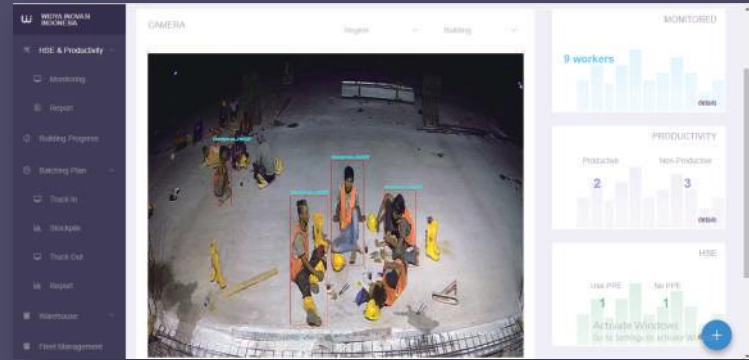 WIDYA INOVASI
INDONESIA
HSE & Productivity
Monitoring
Report
Building Progress
Batching Plan
Truck In
Stockpile
Truck Out
Report
Warehouse
Fleet Management
CAMERA
Region
Building
MONITORED
9 workers
details
PRODUCTIVITY
Productive
Non-Productive
2
3
details
HSE
Use PPE
No PPE
1
1
Activate Windows
Go to Settings to activate